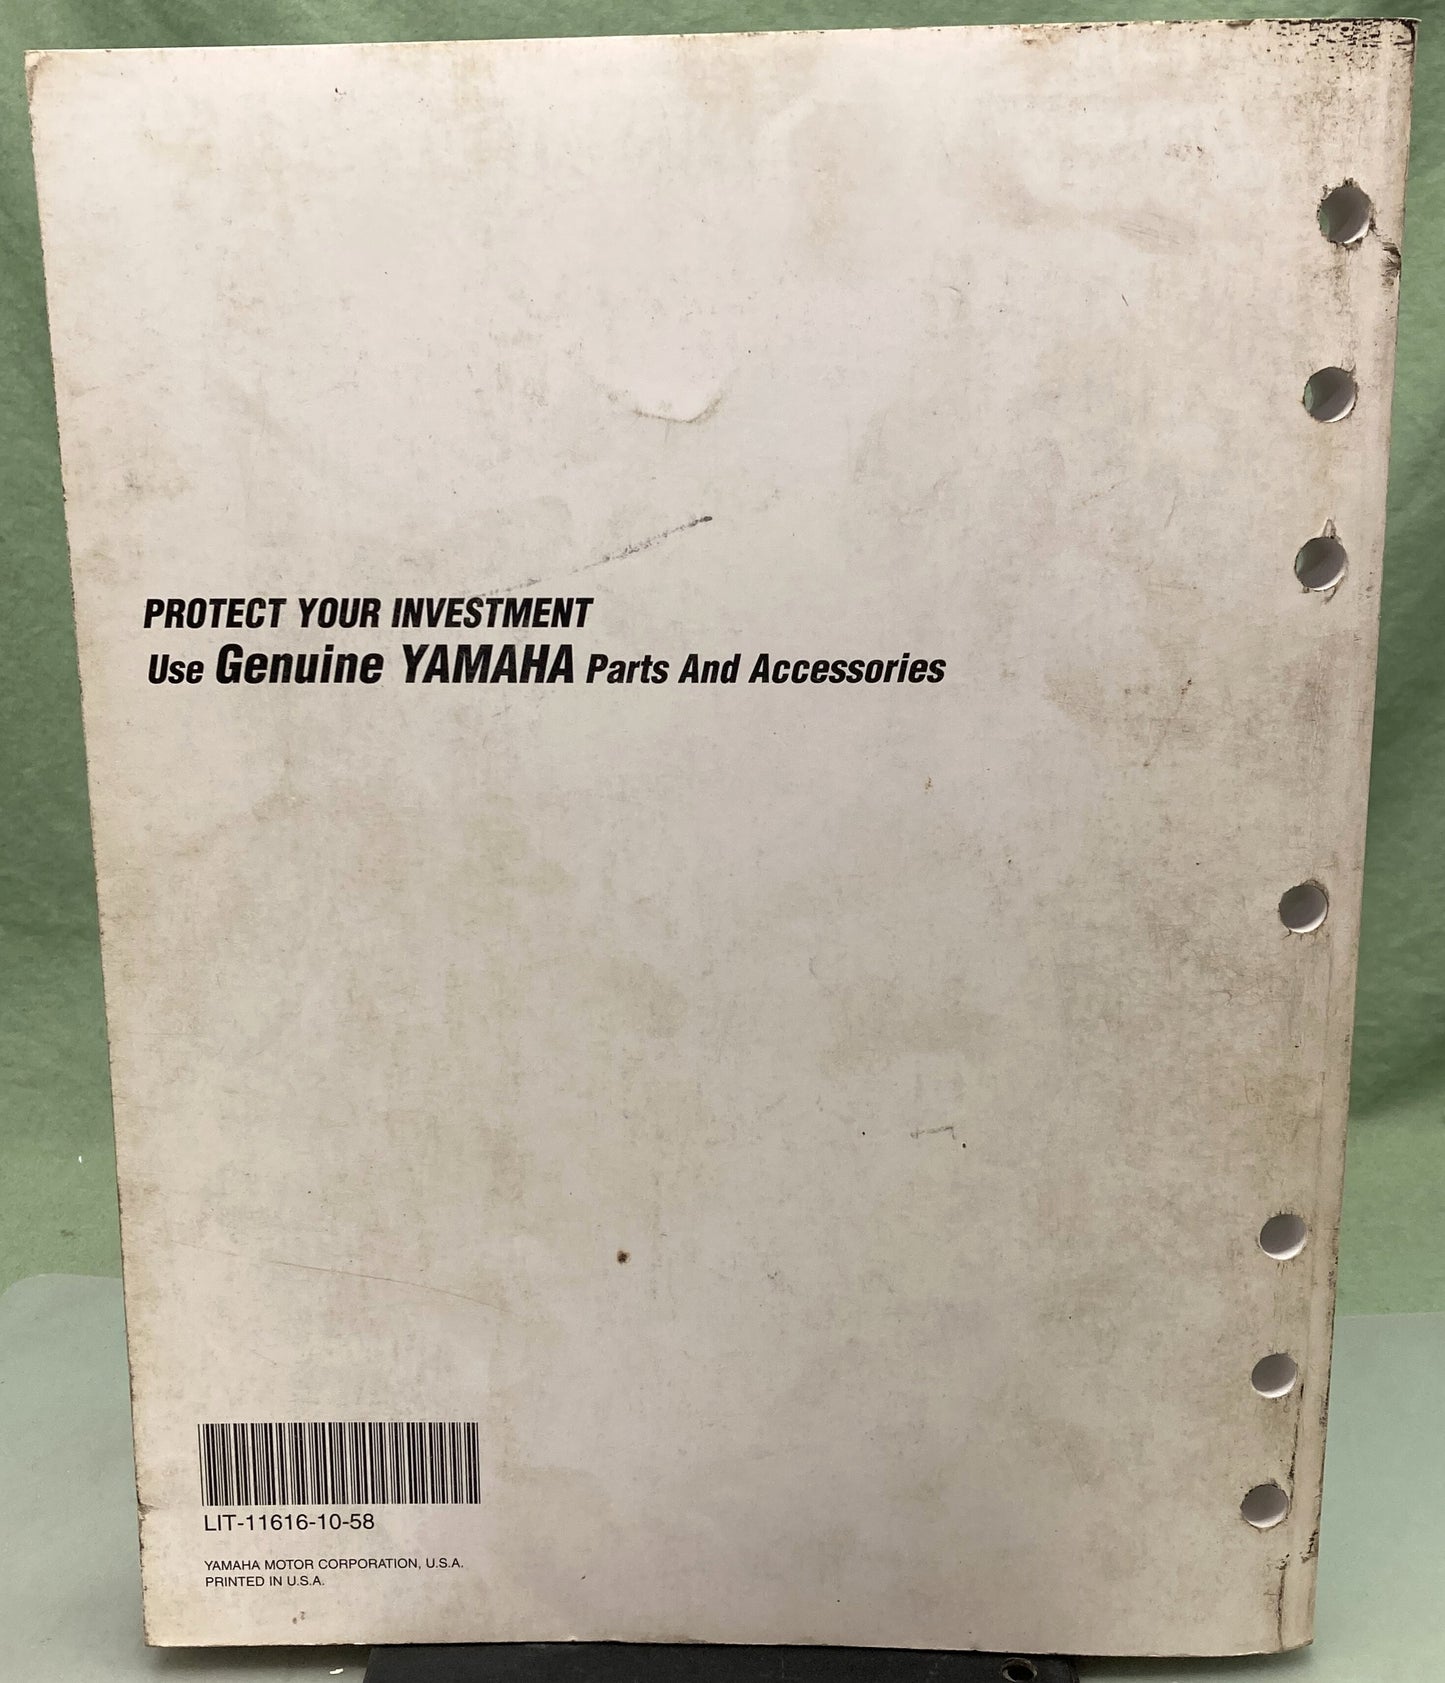 PROTECT YOUR INVESTMENT
Use Genuine YAMAHA Parts And Accessories
LIT-11616-10-58
YAMAHA MOTOR CORPORATION, U.S.A.
PRINTED IN U.S.A.